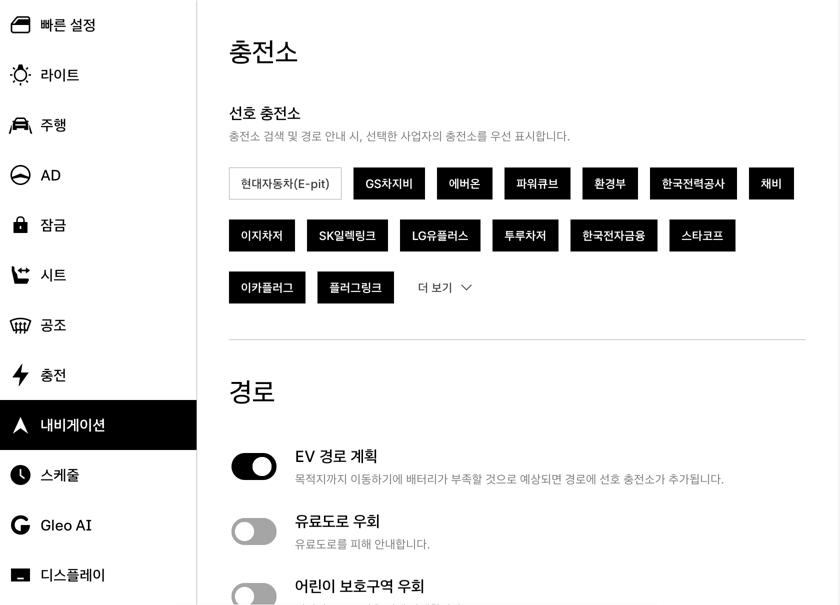 빠른 설정
라이트
주행
AD
잠금
시트
공조
충전
내비게이션
스케줄
Gleo AI
디스플레이
충전소
선호 충전소
충전소 검색 및 경로 안내 시, 선택한 사업자의 충전소를 우선 표시합니다.
현대자동차(E-pit) GS차지비 에버온 파워큐브 환경부 한국전력공사 채비
이지차저 SK일렉링크 LG유플러스 투루차저 한국전자금융 스타코프
이카플러그 플러그링크 더 보기
경로
EV 경로 계획
목적지까지 이동하기에 배터리가 부족할 것으로 예상되면 경로에 선호 충전소가 추가됩니다.
유료도로 우회
유료도로를 피해 안내합니다.
어린이 보호구역 우회